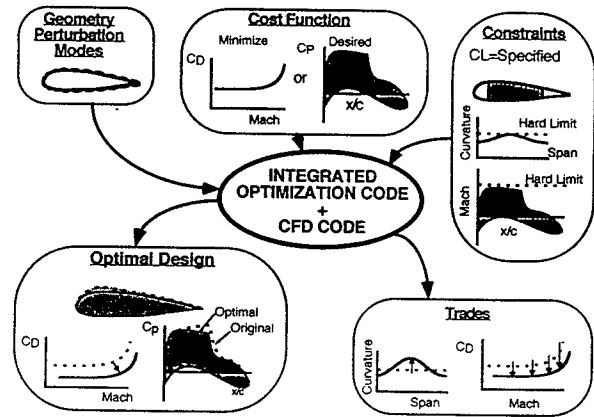 Geometry
Perturbation
Modes
Cost Function
Minimize
CD
Mach
or
CP
Desired
x/c
Constraints
CL=Specified
Curvature
Hard Limit
Span
Mach
Hard Limit
x/c
INTEGRATED
OPTIMIZATION CODE
+
CFD CODE
Optimal Design
CD
Mach
Cp
Optimal
Original
x/c
Trades
Curvature
Span
CD
Mach